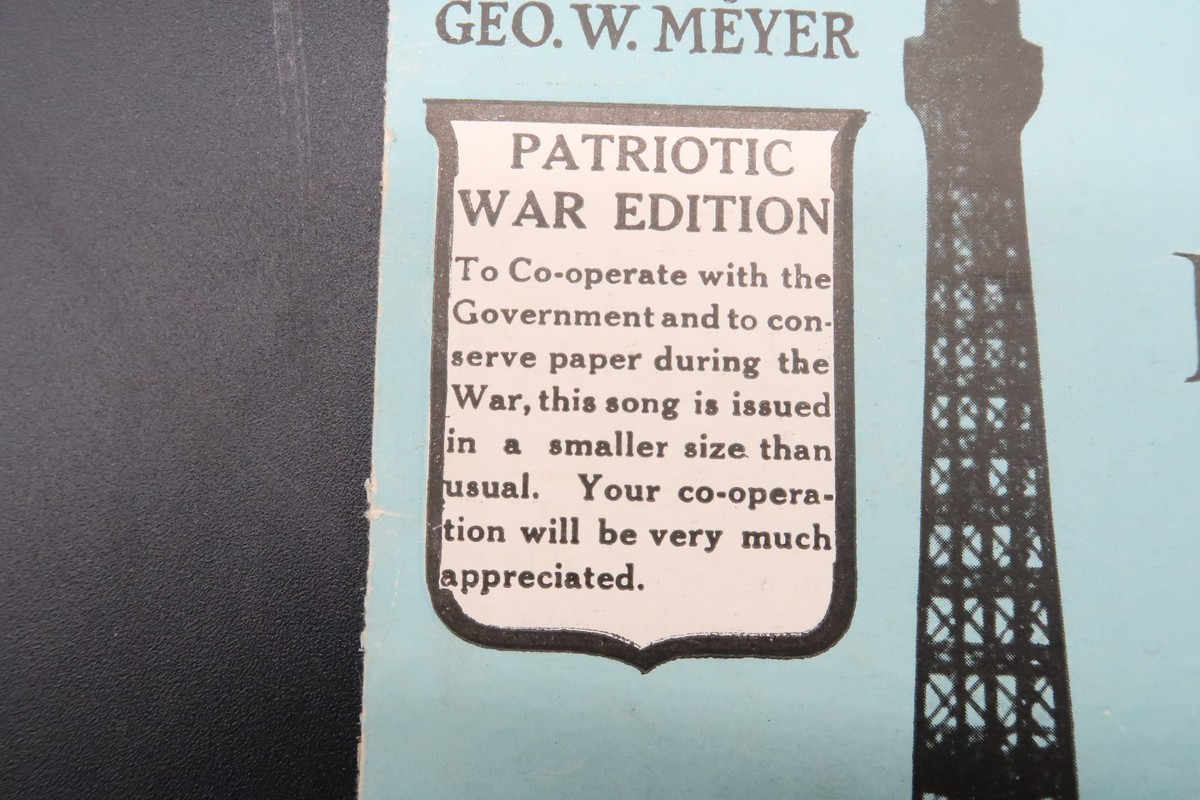 GEO. W. MEYER
PATRIOTIC
WAR EDITION
To Co-operate with the
Government and to con-
serve paper during the
War, this song is issued
in a smaller size than
usual. Your co-opera-
tion will be very much
appreciated.